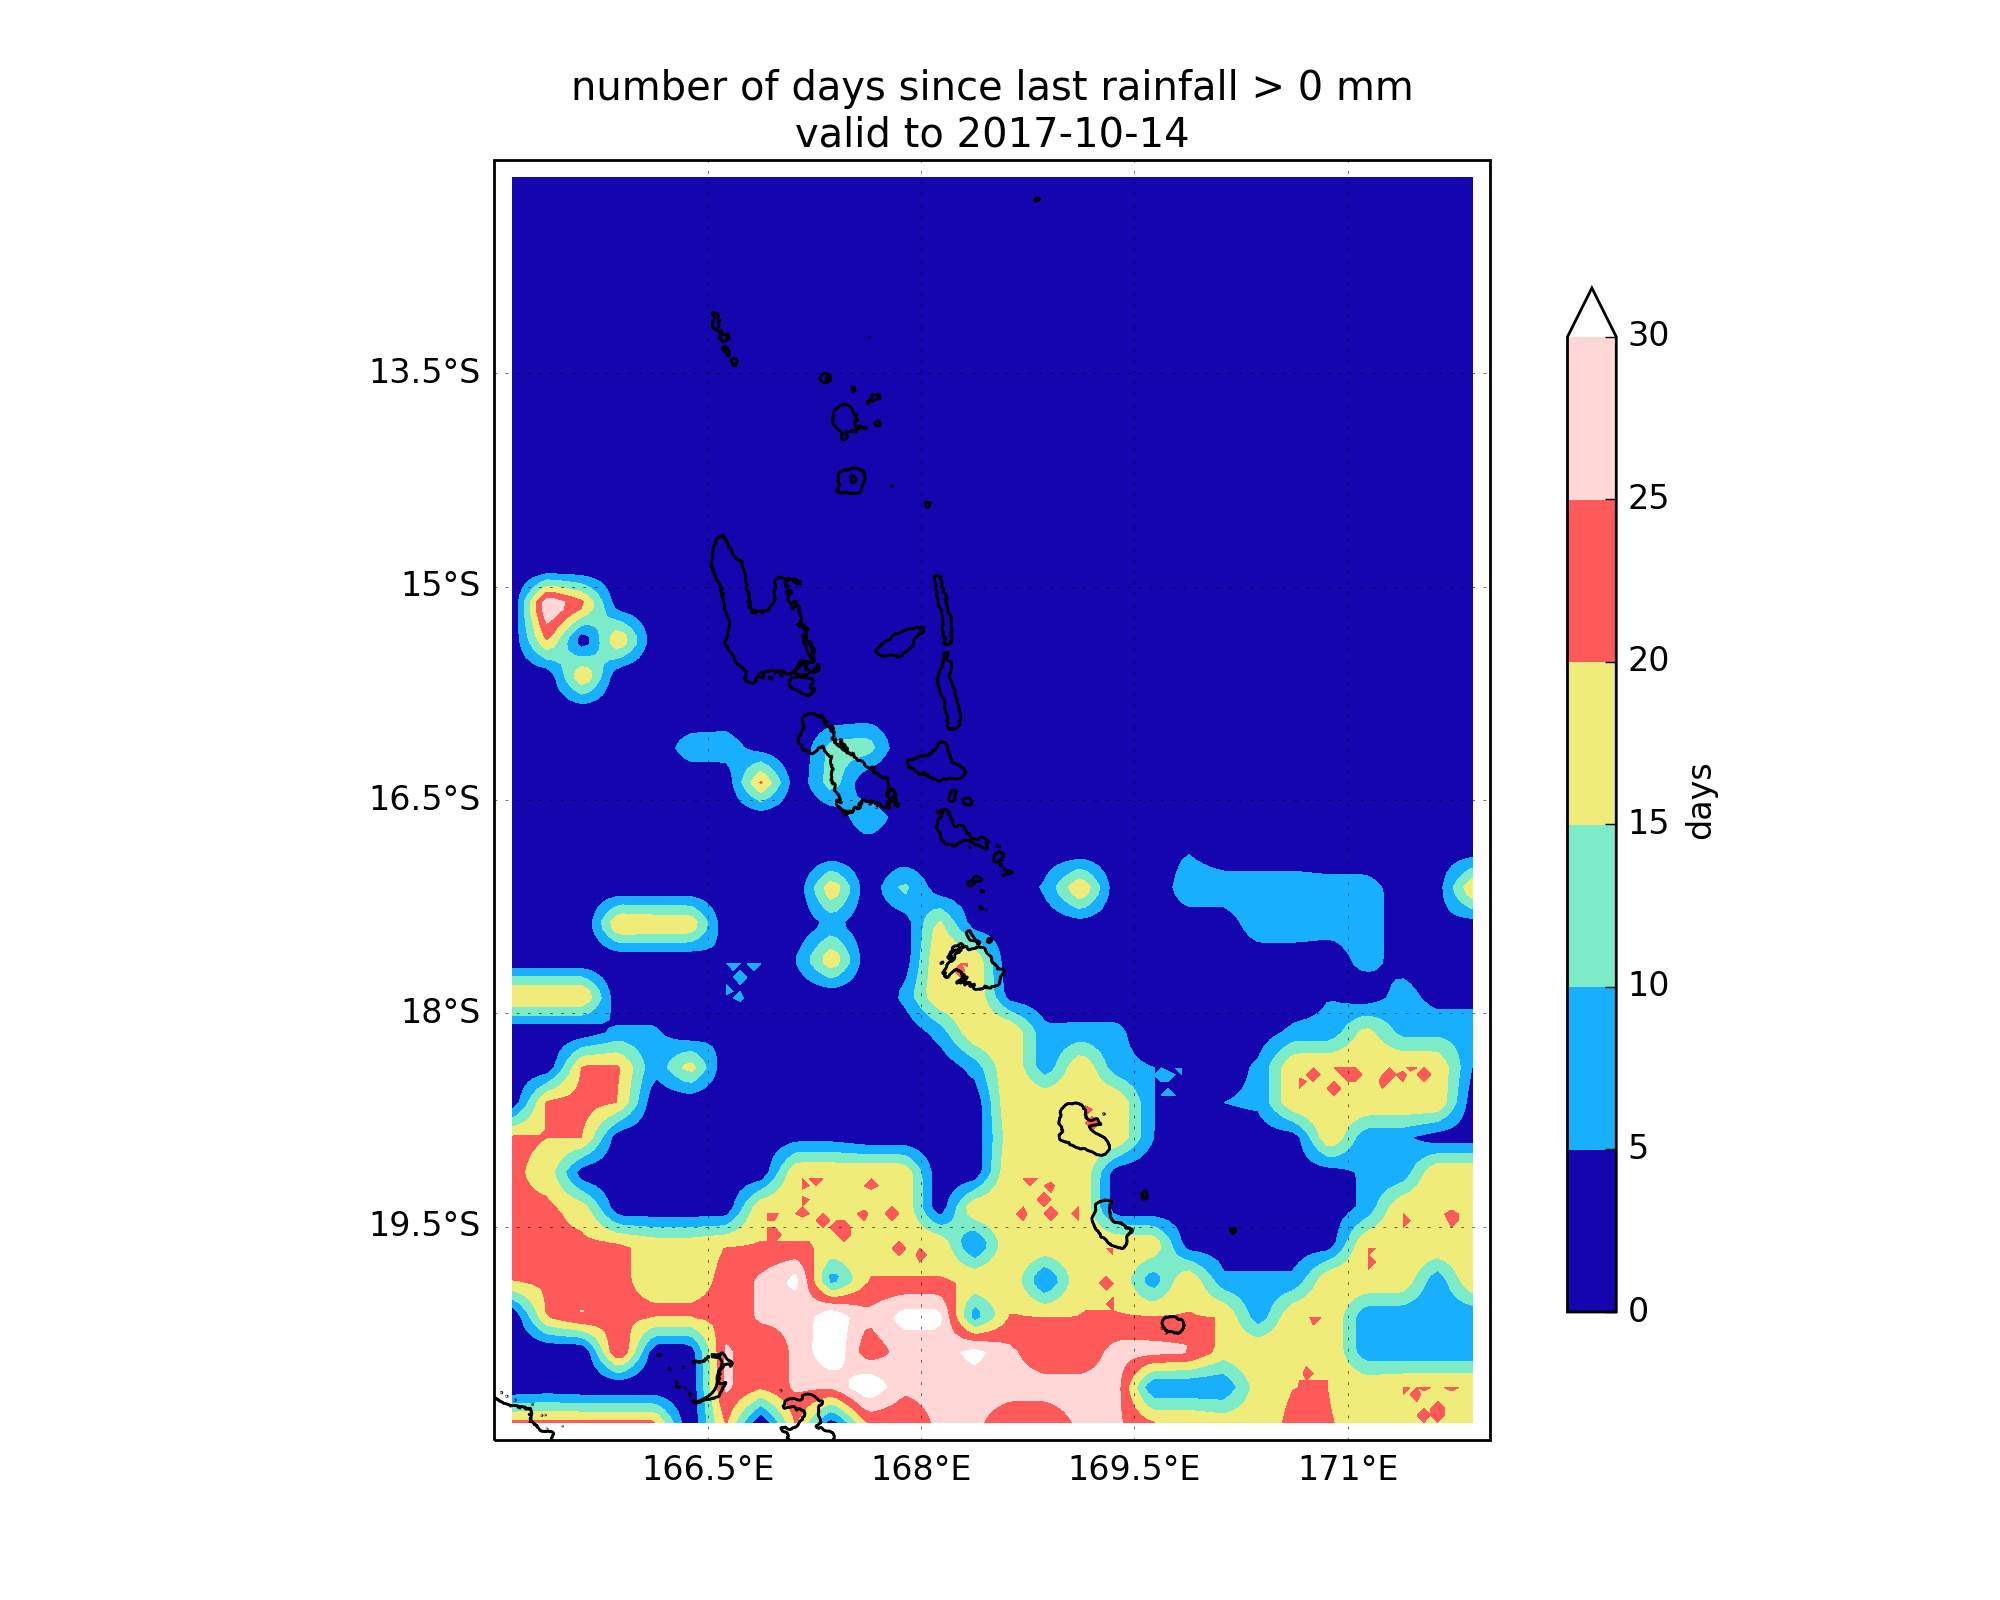 number of days since last rainfall > 0 mm
valid to 2017-10-14
13.5°S
15°S
16.5°S
18°S
19.5°S
166.5°E
168°E
169.5°E
171°E
30
25
20
15
10
5
0
days